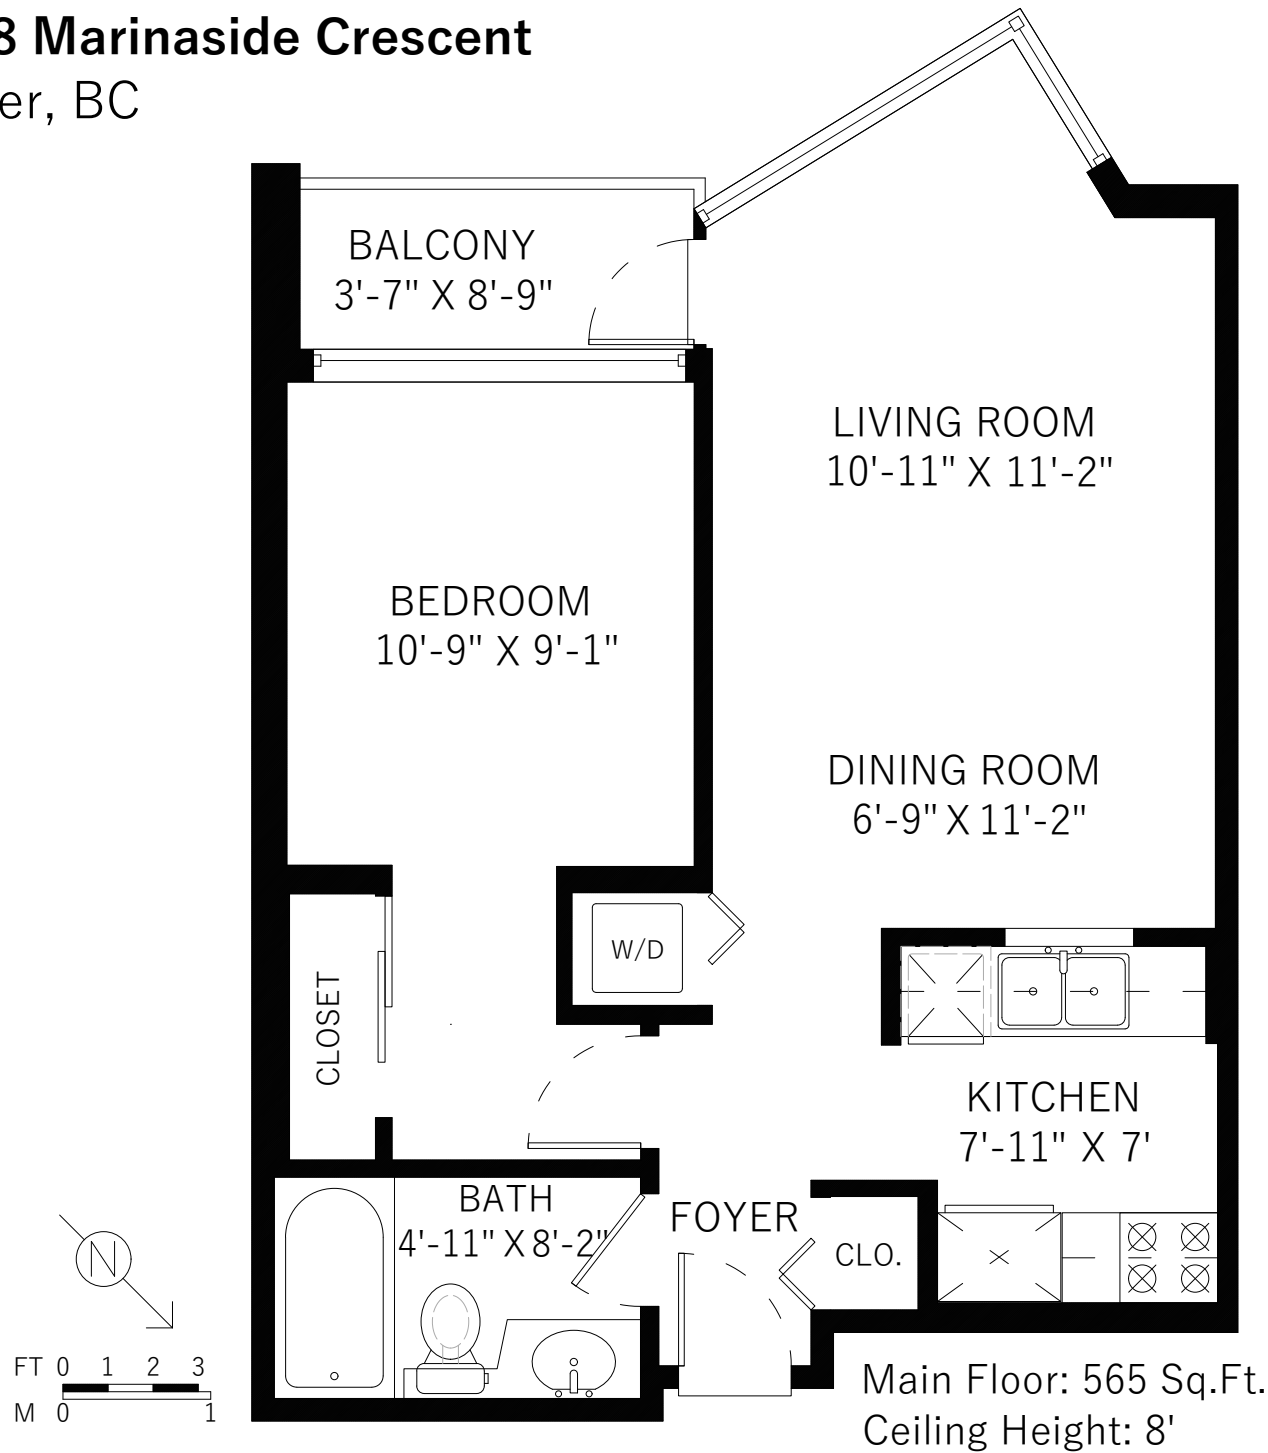 8 Marinaside Crescent
er, BC
BALCONY
3'-7" X 8'-9"
LIVING ROOM
10'-11" X 11'-2"
BEDROOM
10'-9" X 9'-1"
DINING ROOM
6'-9" X 11'-2"
W/D
CLOSET
KITCHEN
7'-11" X 7'
BATH
4'-11" X 8'-2"
FOYER
CLO.
N
FT 0 1 2 3
M 0 1
Main Floor: 565 Sq.Ft.
Ceiling Height: 8'